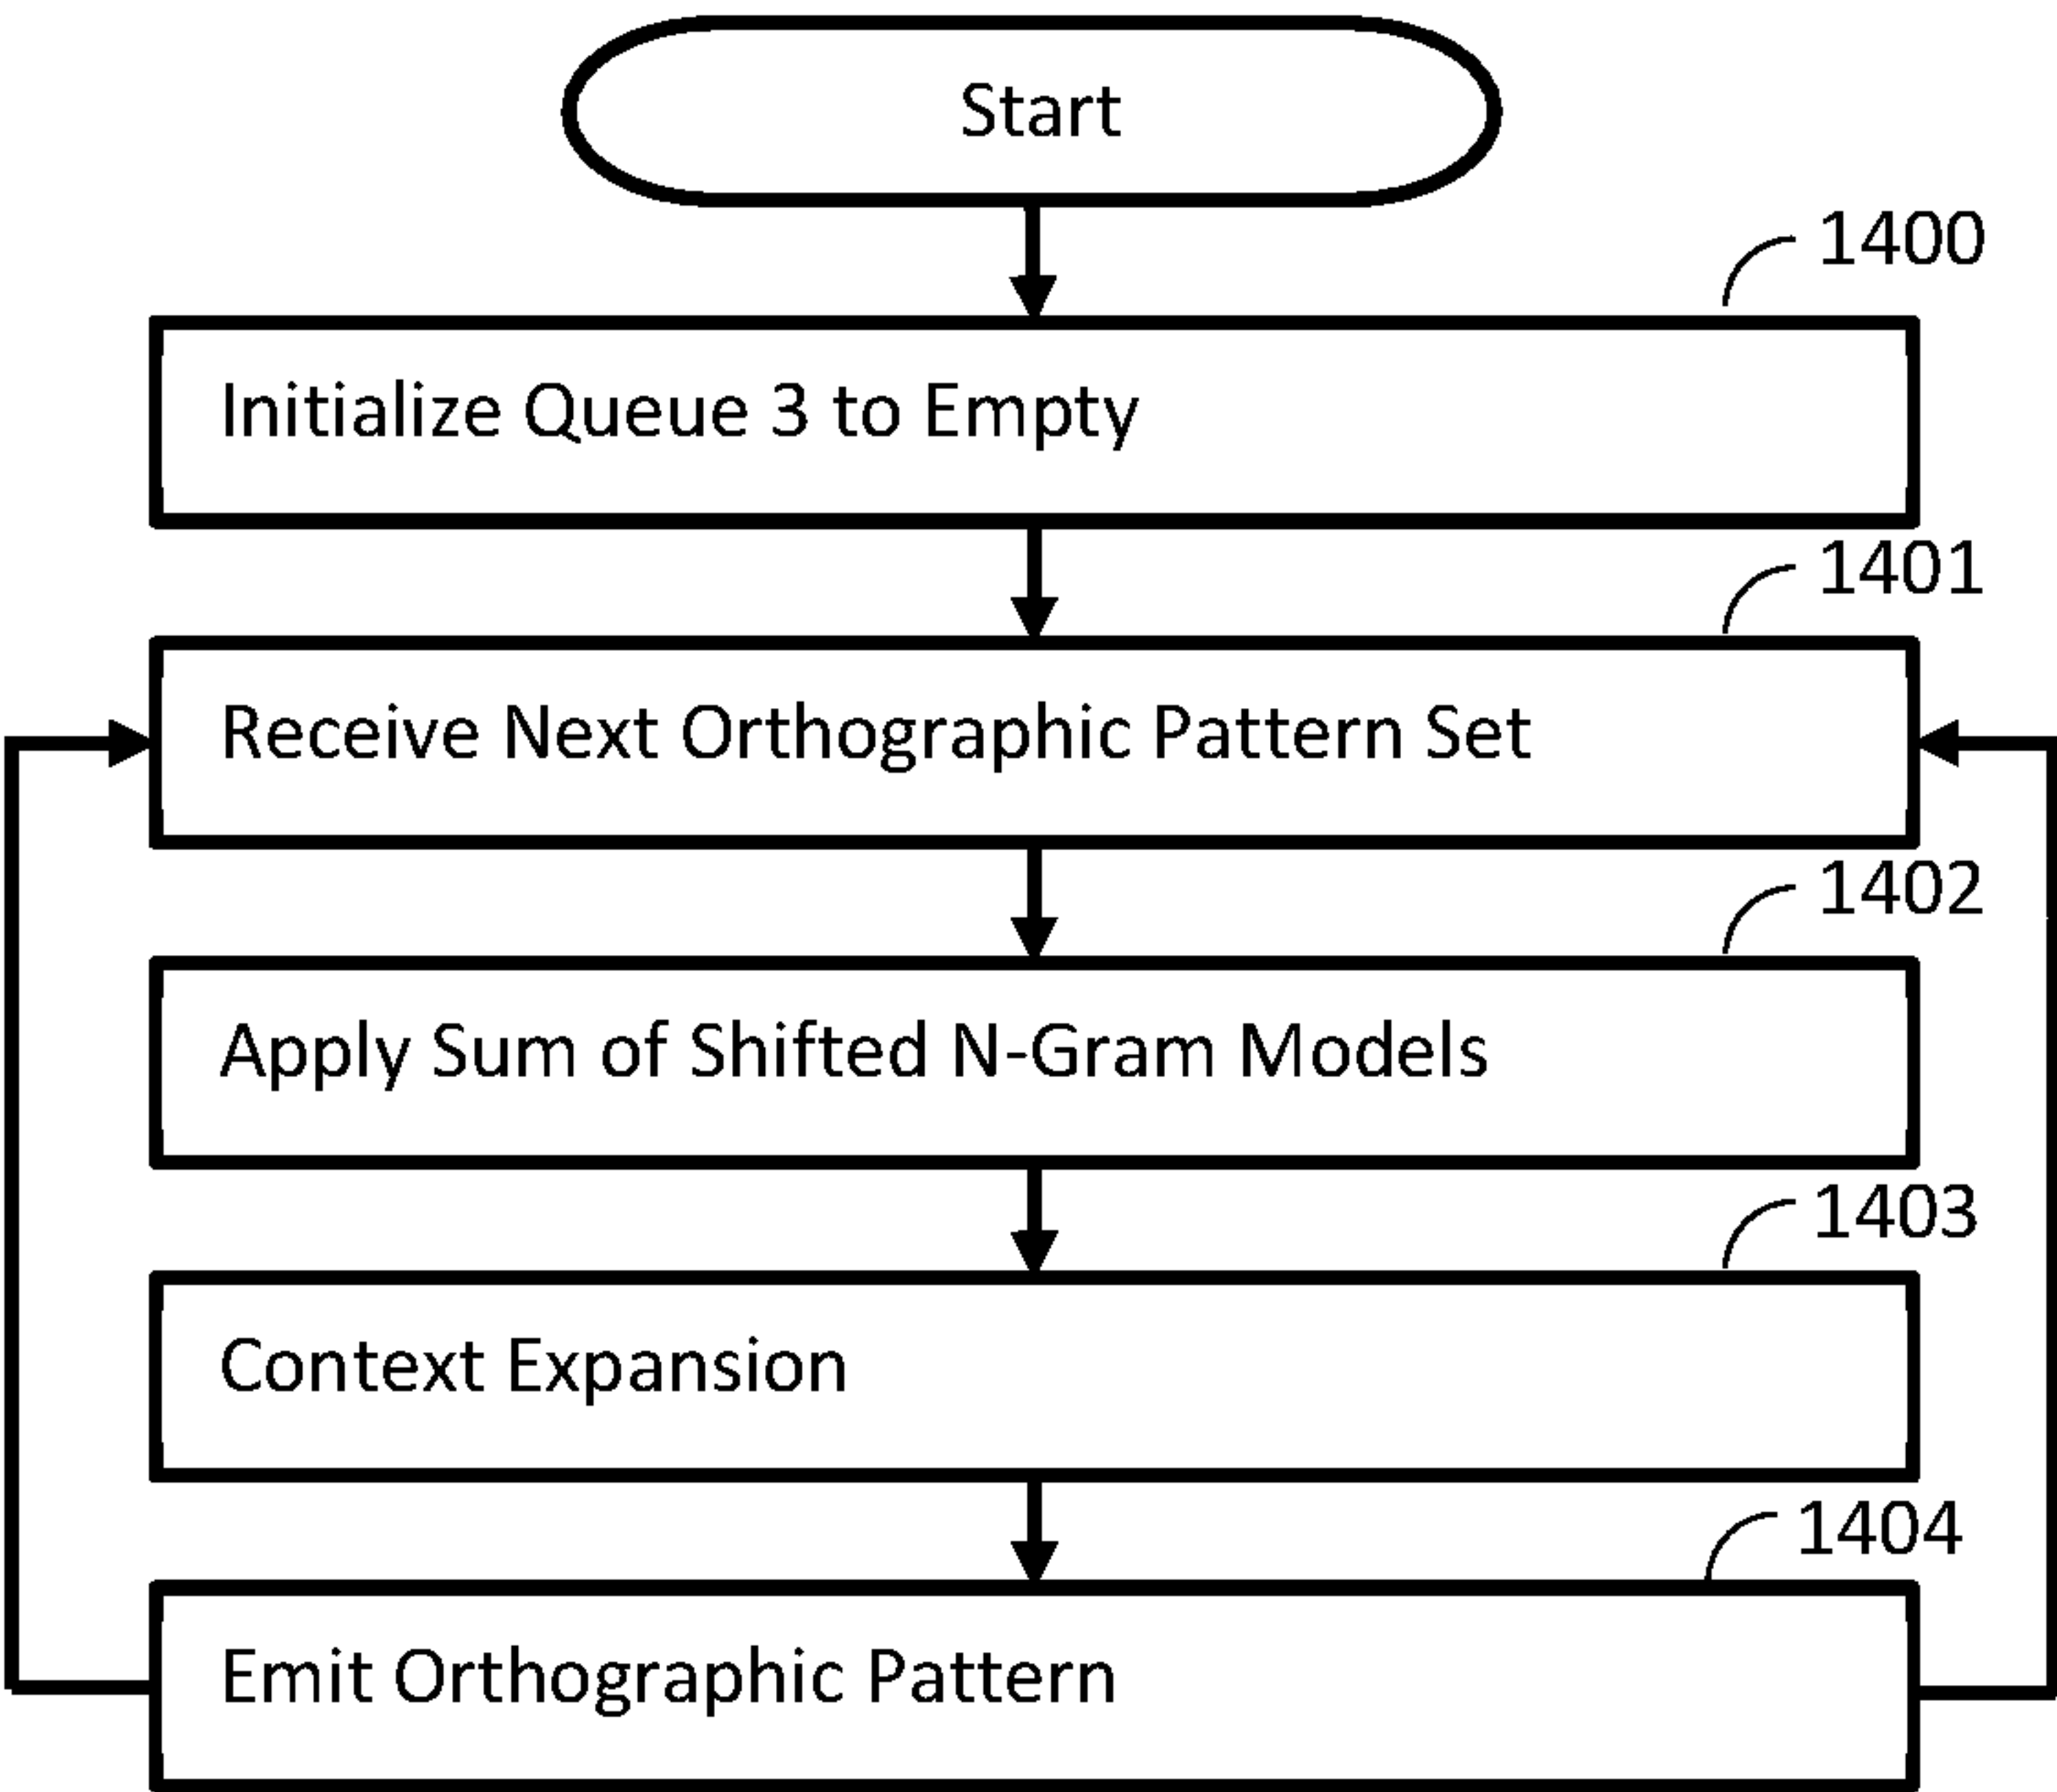 Start
1400
Initialize Queue 3 to Empty
1401
Receive Next Orthographic Pattern Set
1402
Apply Sum of Shifted N-Gram Models
1403
Context Expansion
1404
Emit Orthographic Pattern